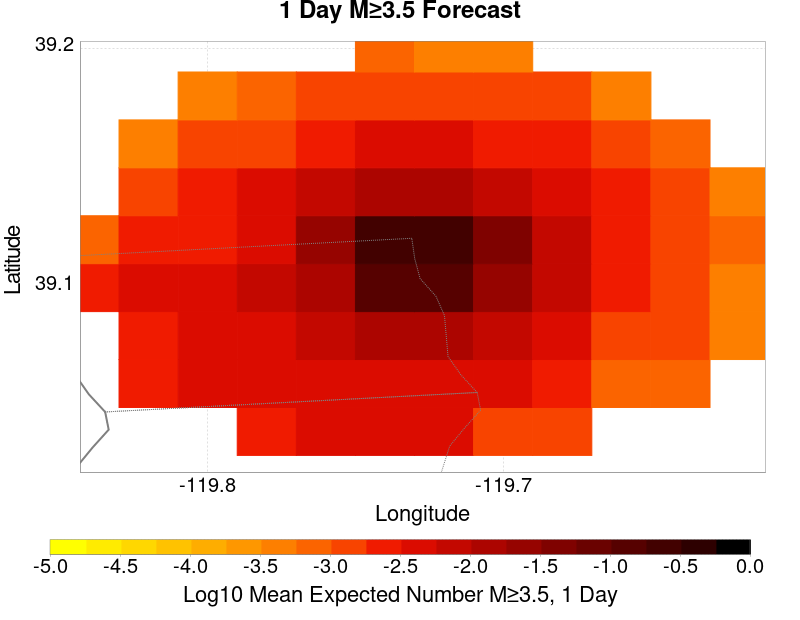 1 Day M≥3.5 Forecast
39.2
39.1
Latitude
-119.8 -119.7
Longitude
-5.0 -4.5 -4.0 -3.5 -3.0 -2.5 -2.0 -1.5 -1.0 -0.5 0.0
Log10 Mean Expected Number M≥3.5, 1 Day